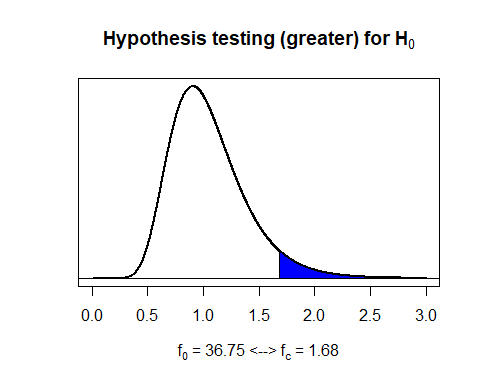 Hypothesis testing (greater) for H₀
0.0 0.5 1.0 1.5 2.0 2.5 3.0
f₀ = 36.75 <--> f_c = 1.68